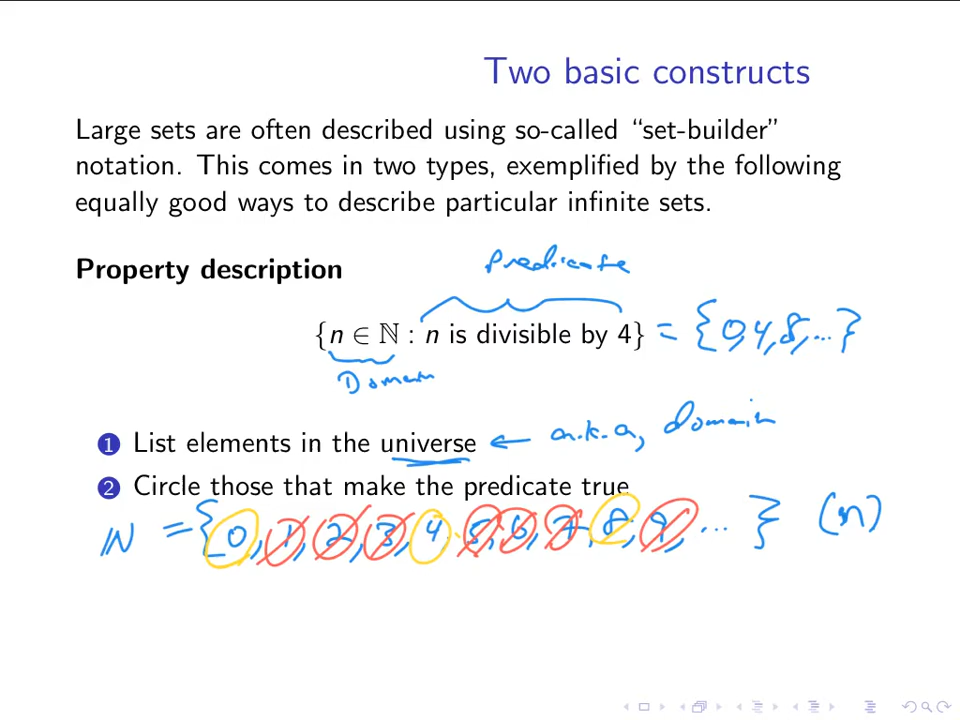 Two basic constructs
Large sets are often described using so-called “set-builder”
notation. This comes in two types, exemplified by the following
equally good ways to describe particular infinite sets.
Predicate
Property description
{n ∈ ℕ : n is divisible by 4} = {0,4,8,...}
Domain
1 List elements in the universe ← a.k.a, domain
2 Circle those that make the predicate true
ℕ = {0, 1, 2, 3, 4, 5, 6, 7, 8, 9, ... } (n)